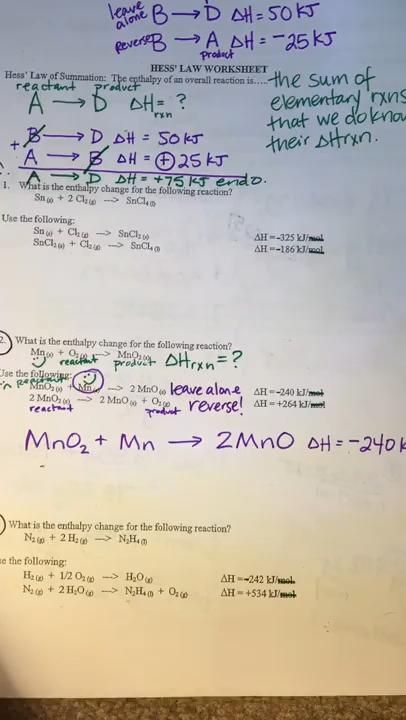 leave alone B → D ΔH = 50 KJ
reverse B → A ΔH = -25 KJ
product
HESS' LAW WORKSHEET
Hess' Law of Summation: The enthalpy of an overall reaction is.....the sum of
elementary rxns
that we do know
their ΔHrxn.
reactant product
A → D ΔH = ?
rxn
+ B → D ΔH = 50 KJ
A → B ΔH = + 25 KJ
A → D ΔH = +75 KJ endo.
1. What is the enthalpy change for the following reaction?
Sn(s) + 2 Cl2(g) ---> SnCl4(l)
Use the following:
Sn(s) + Cl2(g) ---> SnCl2(s) ΔH = -325 kJ/mol
SnCl2(s) + Cl2(g) ---> SnCl4(l) ΔH = -186 kJ/mol
2. What is the enthalpy change for the following reaction?
Mn(s) + O2(g) ---> MnO2(s) ΔHrxn = ?
reactant product
Use the following:
reactant
MnO2(s) + Mn(s) ---> 2 MnO(s) leave alone ΔH = -240 kJ/mol
2 MnO2(s) ---> 2 MnO(s) + O2(g) reverse! ΔH = +264 kJ/mol
reactant product
MnO2 + Mn → 2MnO ΔH = -240 K
What is the enthalpy change for the following reaction?
N2(g) + 2 H2(g) ---> N2H4(l)
se the following:
H2(g) + 1/2 O2(g) ---> H2O(g) ΔH = -242 kJ/mol
N2(g) + 2 H2O(g) ---> N2H4(l) + O2(g) ΔH = +534 kJ/mol